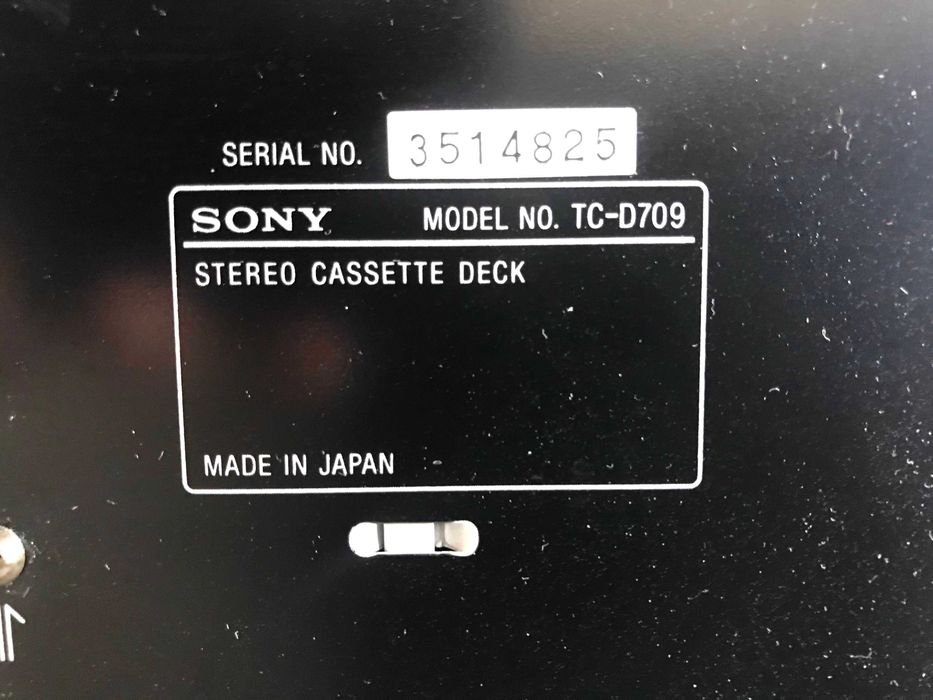 SERIAL NO. 3514825
SONY MODEL NO. TC-D709
STEREO CASSETTE DECK
MADE IN JAPAN